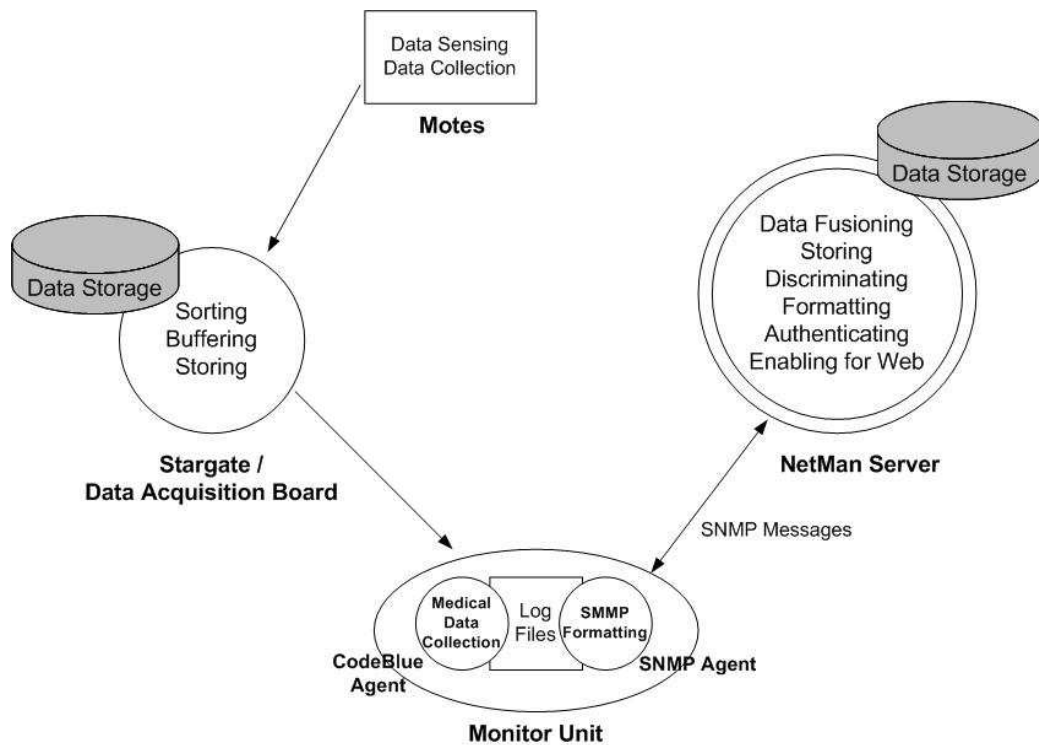 Data Sensing
Data Collection
Motes
Data Storage
Sorting
Buffering
Storing
Stargate /
Data Acquisition Board
Data Storage
Data Fusioning
Storing
Discriminating
Formatting
Authenticating
Enabling for Web
NetMan Server
SNMP Messages
Medical
Data
Collection
Log
Files
SMMP
Formatting
CodeBlue
Agent
SNMP Agent
Monitor Unit